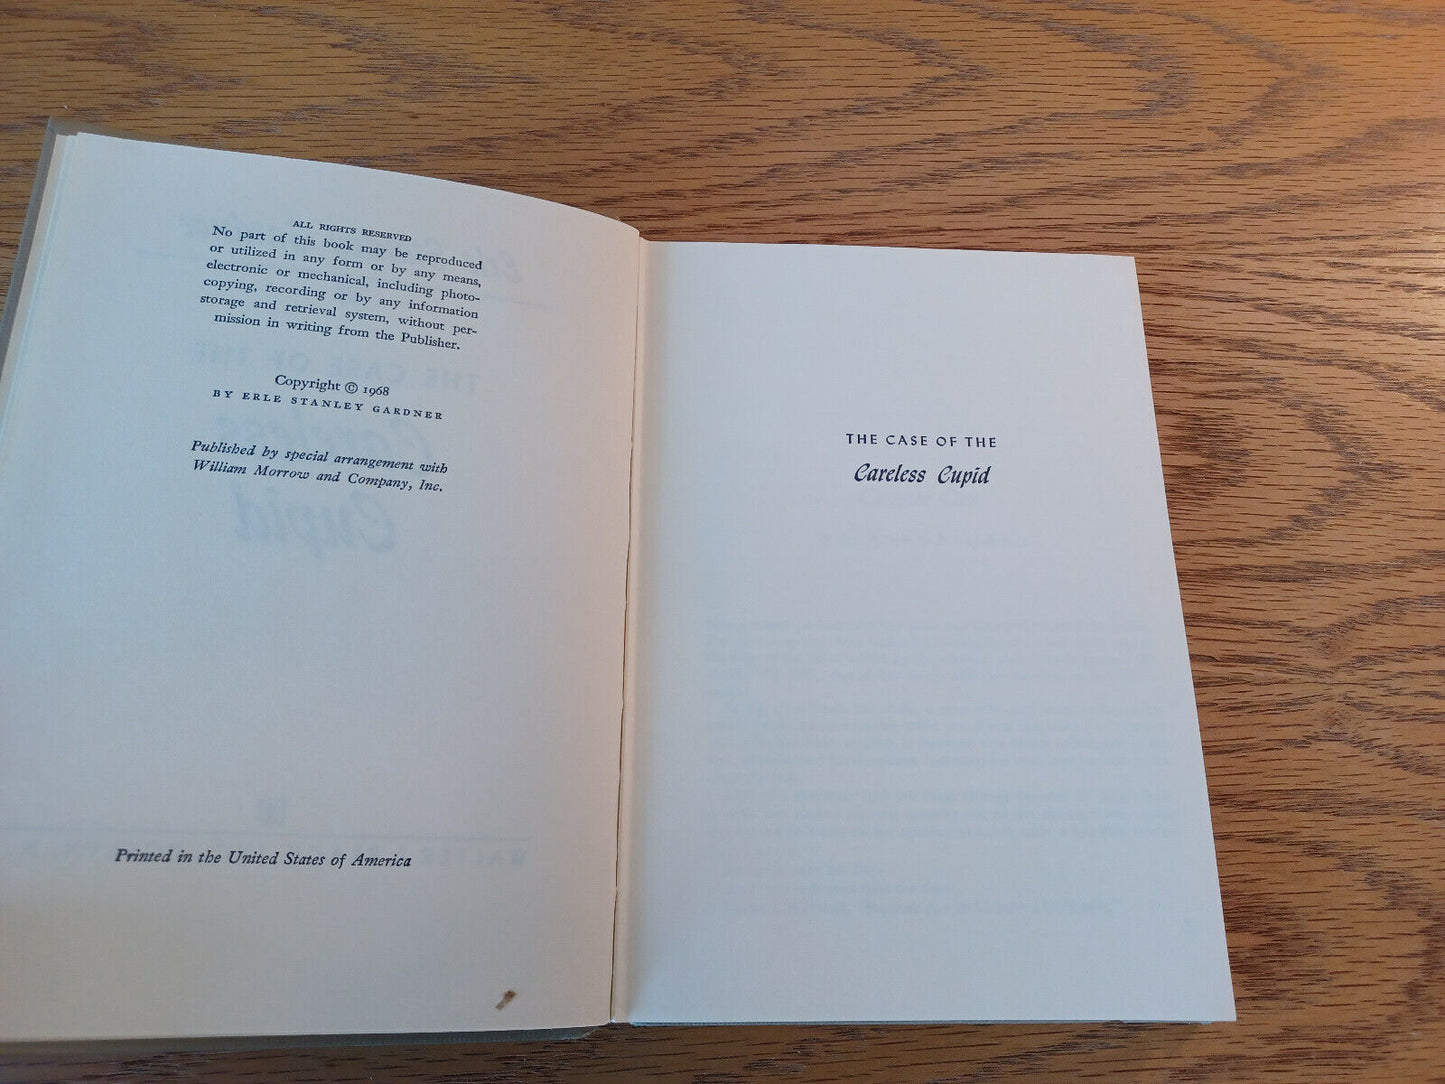 ALL RIGHTS RESERVED
No part of this book may be reproduced
or utilized in any form or by any means,
electronic or mechanical, including photo-
copying, recording or by any information
storage and retrieval system, without per-
mission in writing from the Publisher.
Copyright © 1968
BY ERLE STANLEY GARDNER
Published by special arrangement with
William Morrow and Company, Inc.
Printed in the United States of America
THE CASE OF THE
Careless Cupid